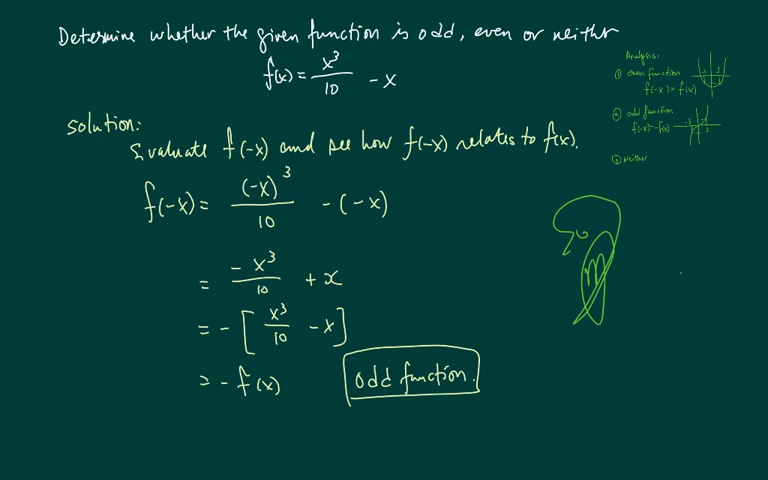 Determine whether the given function is odd, even or neither
f(x) = x³/10 - x
Analysis:
① even function
f(-x) = f(x)
② odd function
f(-x) = -f(x)
③ Neither
solution:
Evaluate f(-x) and see how f(-x) relates to f(x).
f(-x) = (-x)³/10 - (-x)
= -x³/10 + x
= - [x³/10 - x]
= - f(x)
odd function.